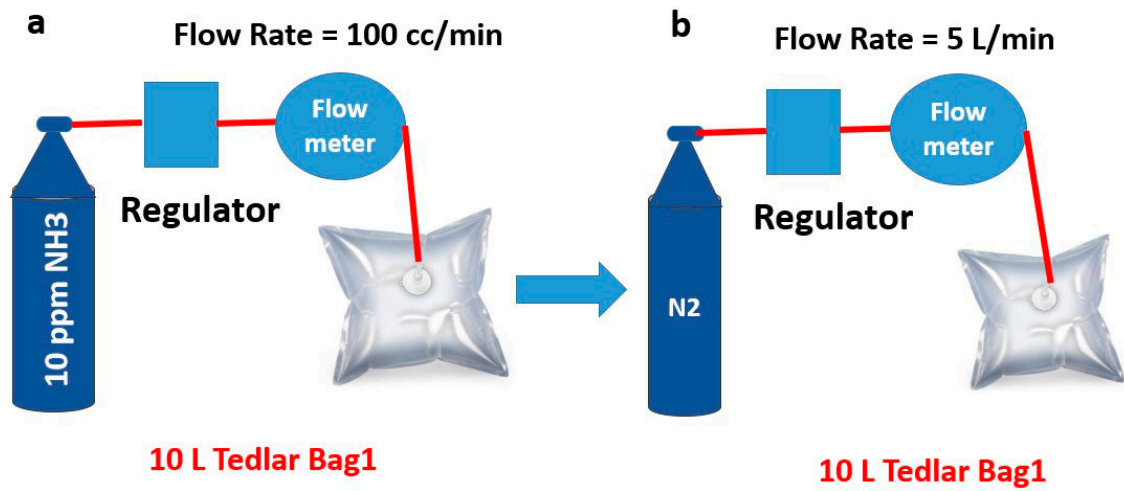 a
Flow Rate = 100 cc/min
Flow
meter
Regulator
10 ppm NH3
10 L Tedlar Bag1
b
Flow Rate = 5 L/min
Flow
meter
Regulator
N2
10 L Tedlar Bag1